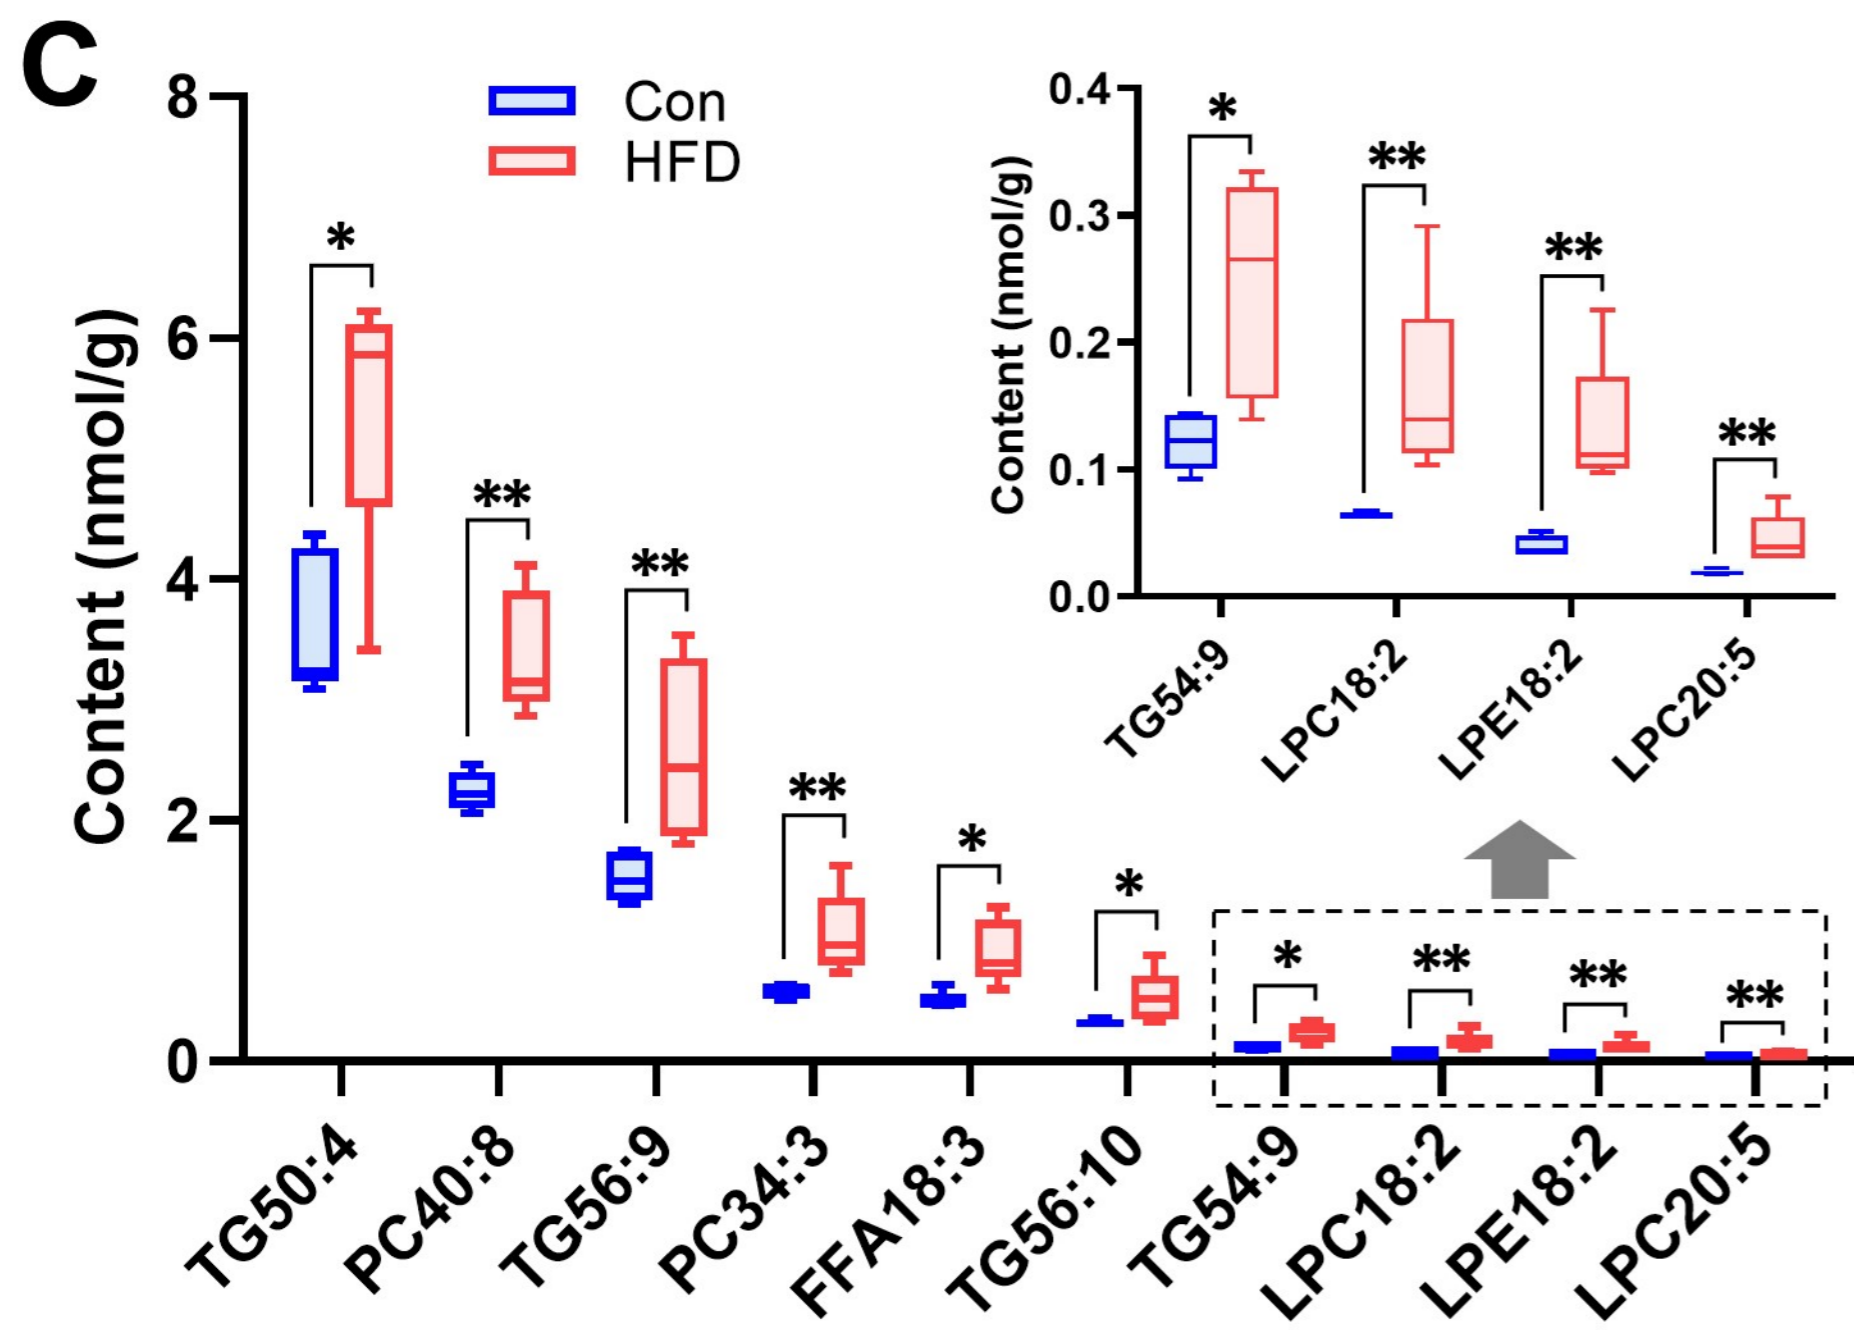 C
Con
HFD
Content (nmol/g)
8
6
4
2
0
*
**
**
**
*
*
*
**
**
**
TG50:4
PC40:8
TG56:9
PC34:3
FFA18:3
TG56:10
TG54:9
LPC18:2
LPE18:2
LPC20:5
Content (nmol/g)
0.4
0.3
0.2
0.1
0.0
*
**
**
**
TG54:9
LPC18:2
LPE18:2
LPC20:5